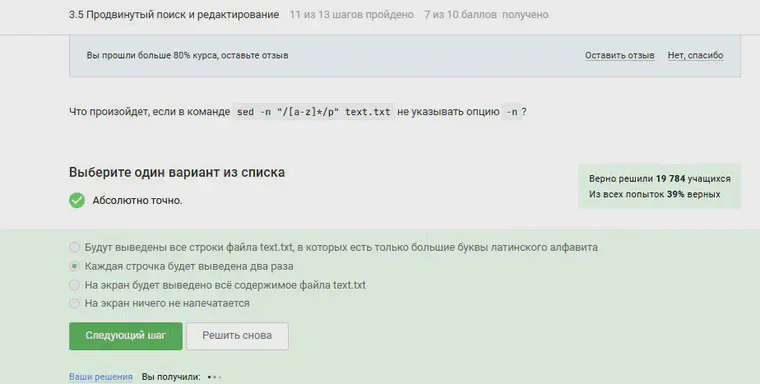 3.5 Продвинутый поиск и редактирование 11 из 13 шагов пройдено 7 из 10 баллов получено
Вы прошли больше 80% курса, оставьте отзыв Оставить отзыв Нет, спасибо
Что произойдет, если в команде sed -n "/[a-z]*/p" text.txt не указывать опцию -n?
Выберите один вариант из списка
Абсолютно точно.
Верно решили 19 784 учащихся
Из всех попыток 39% верных
Будут выведены все строки файла text.txt, в которых есть только большие буквы латинского алфавита
Каждая строчка будет выведена два раза
На экран будет выведено всё содержимое файла text.txt
На экран ничего не напечатается
Следующий шаг Решить снова
Ваши решения Вы получили: